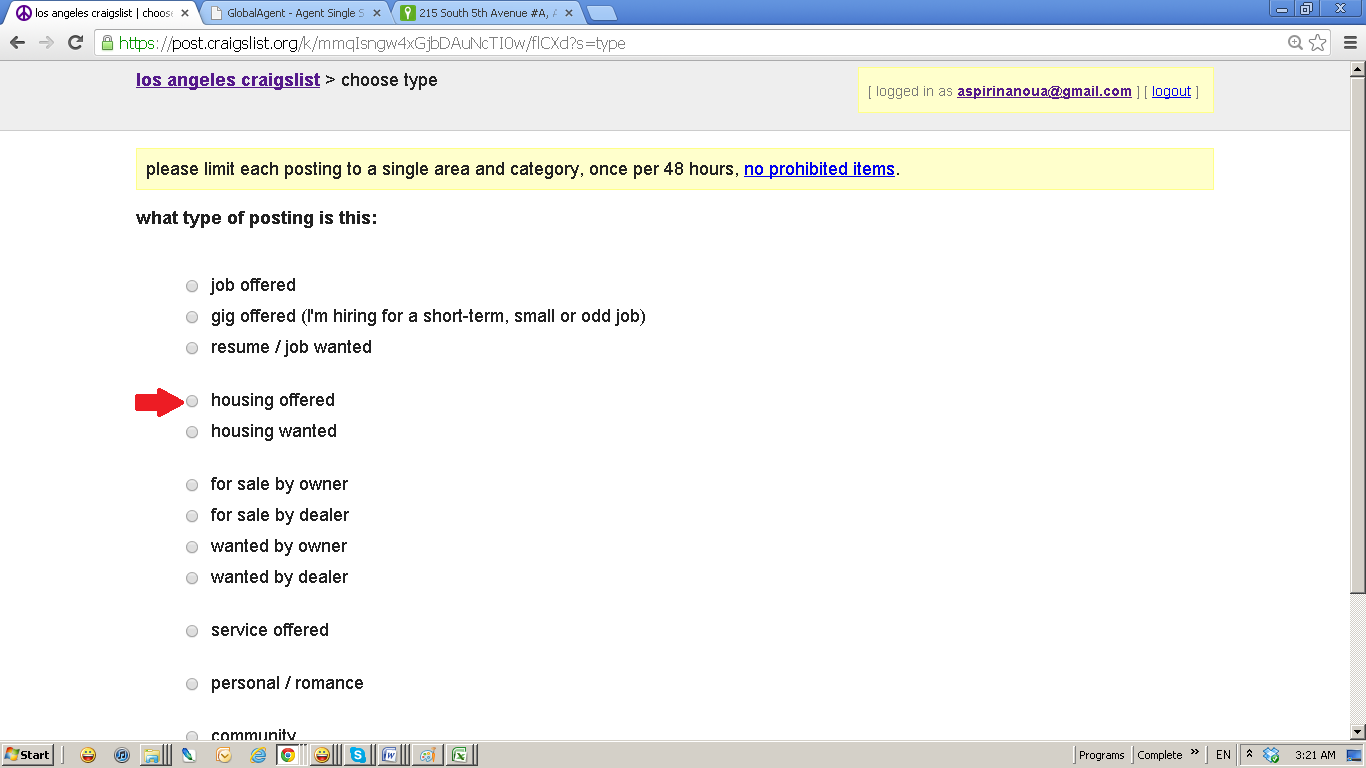 los angeles craigslist | choose
GlobalAgent - Agent Single S
215 South 5th Avenue #A, A
https://post.craigslist.org/k/mmqIsngw4xGjbDAuNcTI0w/flCXd?s=type
los angeles craigslist > choose type
[ logged in as aspirinanoua@gmail.com ] [ logout ]
please limit each posting to a single area and category, once per 48 hours, no prohibited items.
what type of posting is this:
job offered
gig offered (I'm hiring for a short-term, small or odd job)
resume / job wanted
housing offered
housing wanted
for sale by owner
for sale by dealer
wanted by owner
wanted by dealer
service offered
personal / romance
community
Start
Programs
Complete
»
EN
3:21 AM